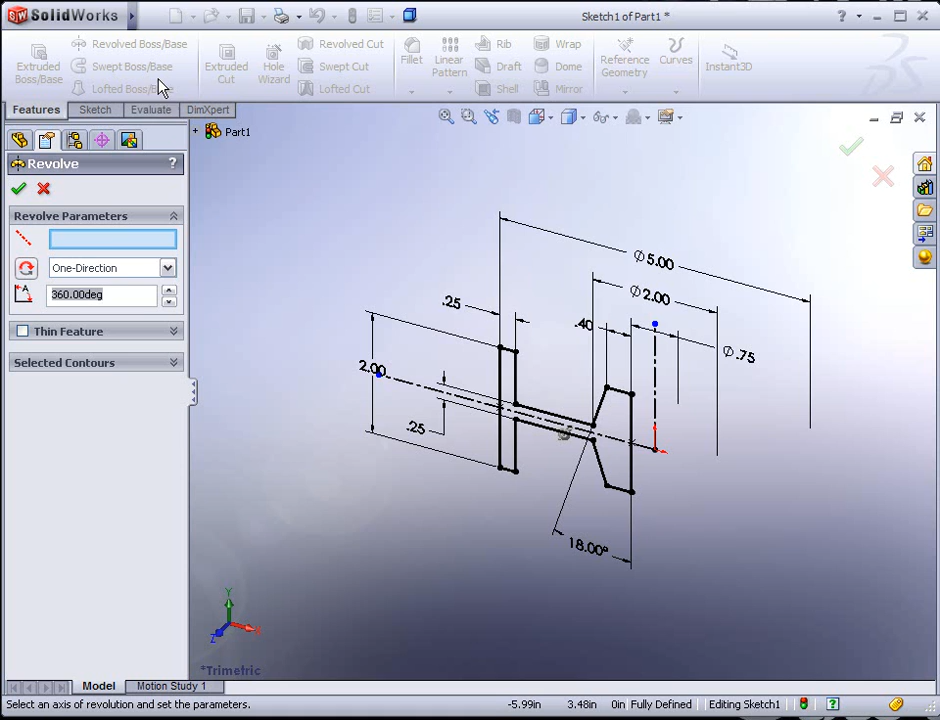 SolidWorks
Sketch1 of Part1 *
Extruded Boss/Base
Revolved Boss/Base
Swept Boss/Base
Lofted Boss/Base
Extruded Cut
Hole Wizard
Revolved Cut
Swept Cut
Lofted Cut
Fillet
Linear Pattern
Rib
Draft
Shell
Wrap
Dome
Mirror
Reference Geometry
Curves
Instant3D
Features
Sketch
Evaluate
DimXpert
Part1
Revolve
?
Revolve Parameters
One-Direction
360.00deg
Thin Feature
Selected Contours
∅5.00
∅2.00
.25
.40
∅.75
2.00
.25
18.00°
Y
X
Z
*Trimetric
Model
Motion Study 1
Select an axis of revolution and set the parameters.
-5.99in
3.48in
0in
Fully Defined
Editing Sketch1
?